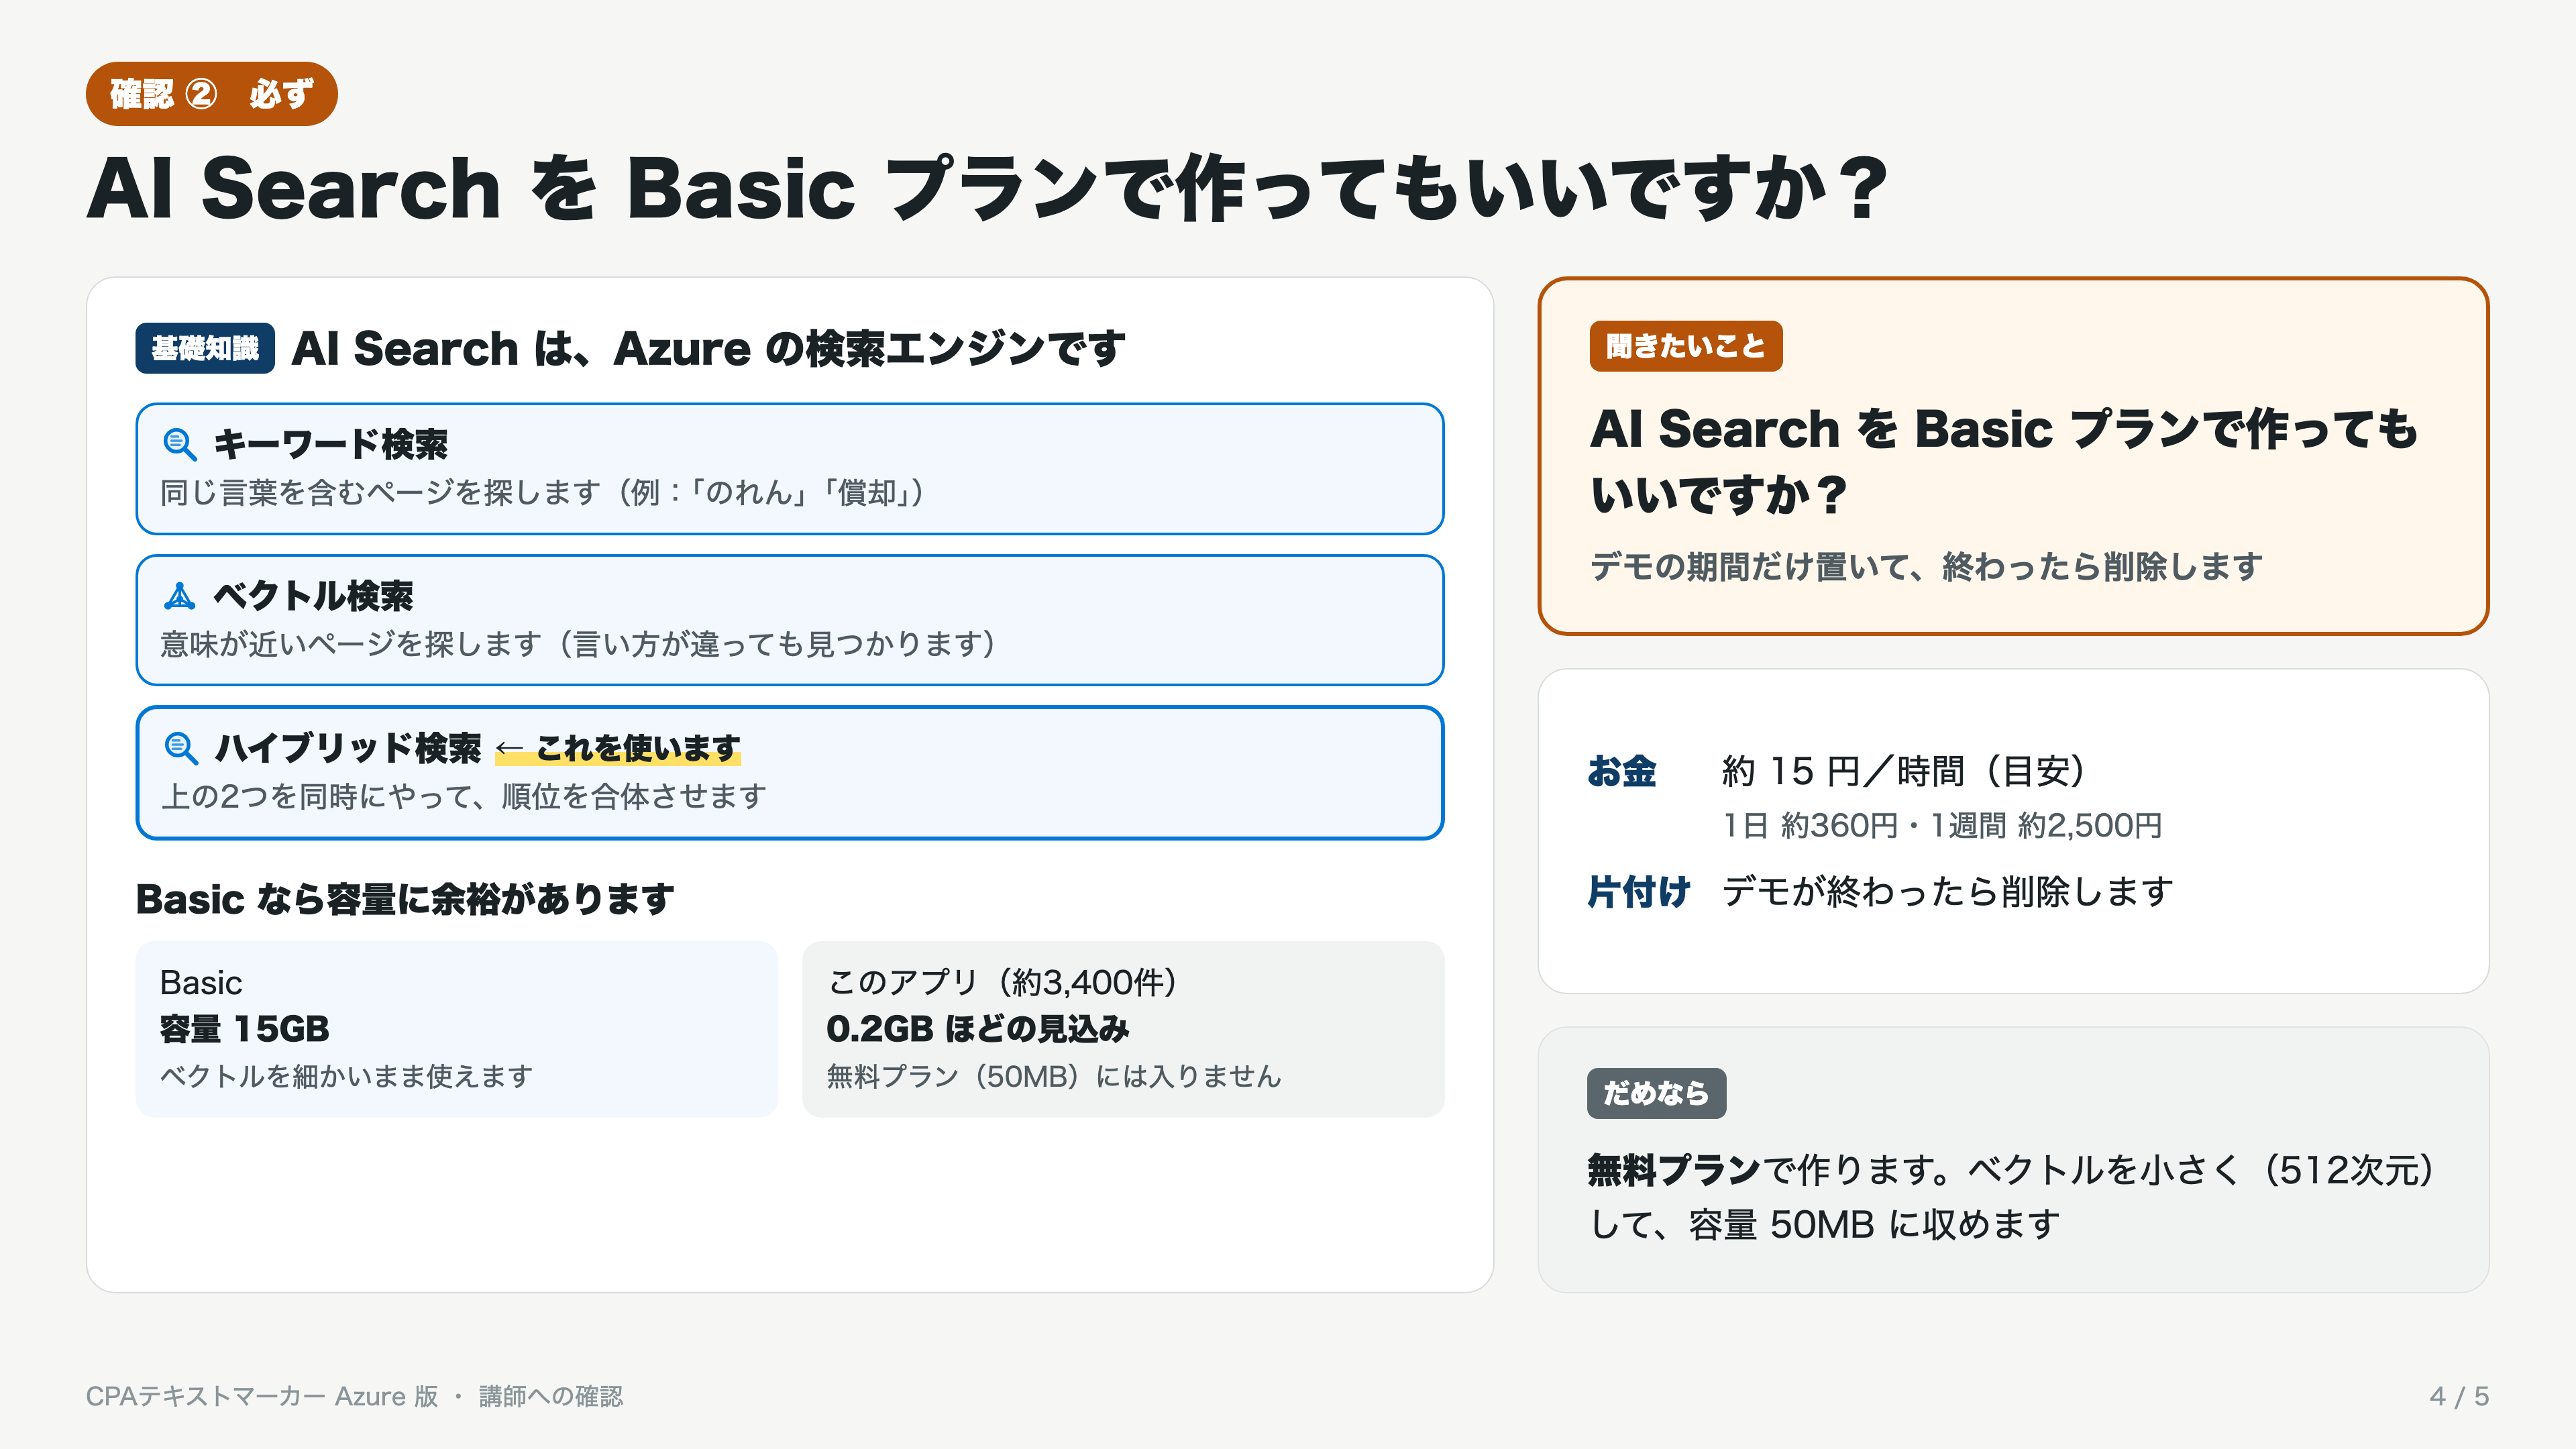 確認 ② 必ず
AI Search を Basic プランで作ってもいいですか？
基礎知識 AI Search は、Azure の検索エンジンです
キーワード検索
同じ言葉を含むページを探します（例：「のれん」「償却」）
ベクトル検索
意味が近いページを探します（言い方が違っても見つかります）
ハイブリッド検索 ← これを使います
上の2つを同時にやって、順位を合体させます
Basic なら容量に余裕があります
Basic
容量 15GB
ベクトルを細かいまま使えます
このアプリ（約3,400件）
0.2GB ほどの見込み
無料プラン（50MB）には入りません
聞きたいこと
AI Search を Basic プランで作っても
いいですか？
デモの期間だけ置いて、終わったら削除します
お金 約 15 円／時間（目安）
1日 約360円・1週間 約2,500円
片付け デモが終わったら削除します
だめなら
無料プランで作ります。ベクトルを小さく（512次元）
して、容量 50MB に収めます
CPAテキストマーカー Azure 版 ・ 講師への確認
4 / 5